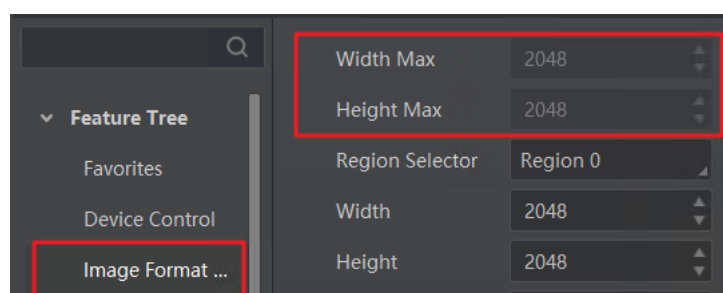 Feature Tree
Favorites
Device Control
Image Format ...
Width Max 2048
Height Max 2048
Region Selector Region 0
Width 2048
Height 2048